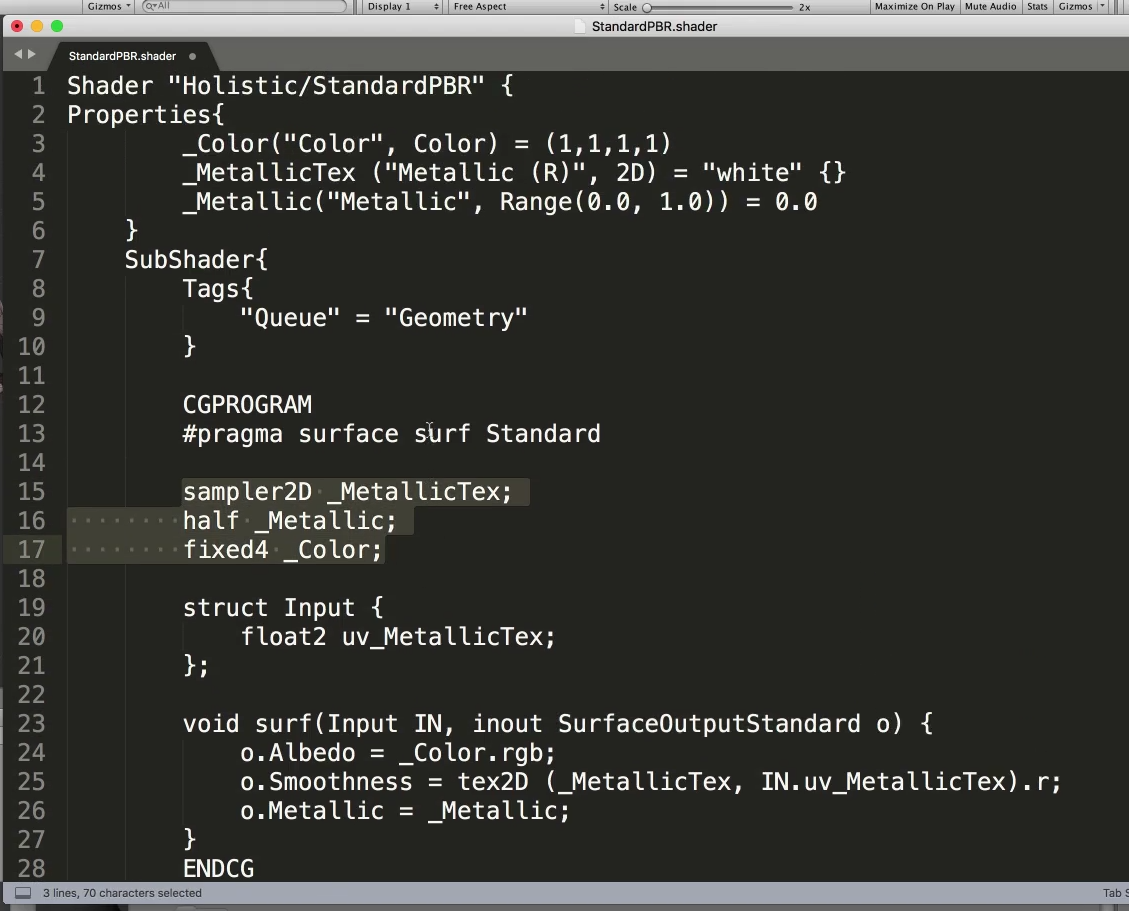 Gizmos All Display 1 Free Aspect Scale 2x Maximize On Play Mute Audio Stats Gizmos
StandardPBR.shader
StandardPBR.shader
1 Shader "Holistic/StandardPBR" {
2 Properties{
3 _Color("Color", Color) = (1,1,1,1)
4 _MetallicTex ("Metallic (R)", 2D) = "white" {}
5 _Metallic("Metallic", Range(0.0, 1.0)) = 0.0
6 }
7 SubShader{
8 Tags{
9 "Queue" = "Geometry"
10 }
11
12 CGPROGRAM
13 #pragma surface surf Standard
14
15 sampler2D _MetallicTex;
16 half _Metallic;
17 fixed4 _Color;
18
19 struct Input {
20 float2 uv_MetallicTex;
21 };
22
23 void surf(Input IN, inout SurfaceOutputStandard o) {
24 o.Albedo = _Color.rgb;
25 o.Smoothness = tex2D (_MetallicTex, IN.uv_MetallicTex).r;
26 o.Metallic = _Metallic;
27 }
28 ENDCG
3 lines, 70 characters selected Tab S